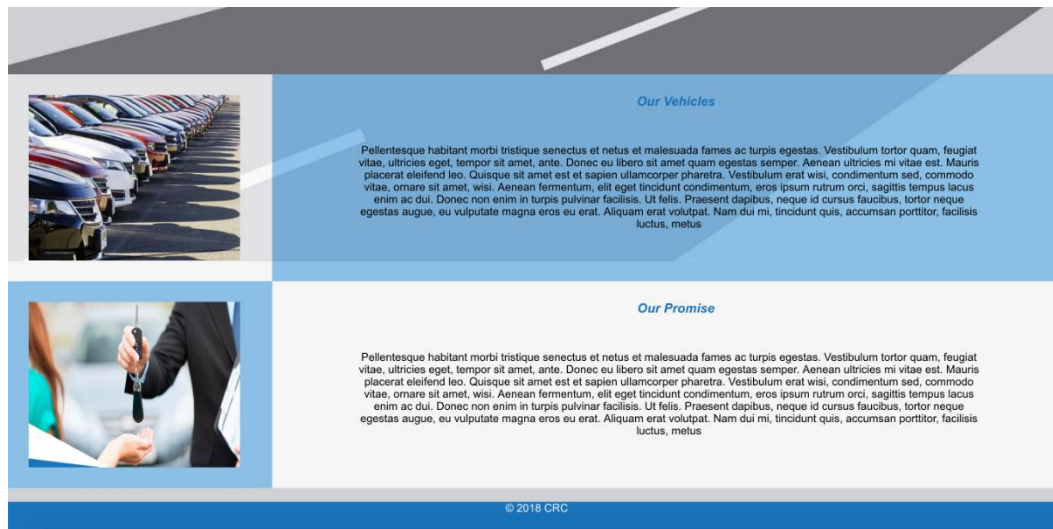 Our Vehicles
Pellentesque habitant morbi tristique senectus et netus et malesuada fames ac turpis egestas. Vestibulum tortor quam, feugiat
vitae, ultricies eget, tempor sit amet, ante. Donec eu libero sit amet quam egestas semper. Aenean ultricies mi vitae est. Mauris
placerat eleifend leo. Quisque sit amet est et sapien ullamcorper pharetra. Vestibulum erat wisi, condimentum sed, commodo
vitae, ornare sit amet, wisi. Aenean fermentum, elit eget tincidunt condimentum, eros ipsum rutrum orci, sagittis tempus lacus
enim ac dui. Donec non enim in turpis pulvinar facilisis. Ut felis. Praesent dapibus, neque id cursus faucibus, tortor neque
egestas augue, eu vulputate magna eros eu erat. Aliquam erat volutpat. Nam dui mi, tincidunt quis, accumsan porttitor, facilisis
luctus, metus
Our Promise
Pellentesque habitant morbi tristique senectus et netus et malesuada fames ac turpis egestas. Vestibulum tortor quam, feugiat
vitae, ultricies eget, tempor sit amet, ante. Donec eu libero sit amet quam egestas semper. Aenean ultricies mi vitae est. Mauris
placerat eleifend leo. Quisque sit amet est et sapien ullamcorper pharetra. Vestibulum erat wisi, condimentum sed, commodo
vitae, ornare sit amet, wisi. Aenean fermentum, elit eget tincidunt condimentum, eros ipsum rutrum orci, sagittis tempus lacus
enim ac dui. Donec non enim in turpis pulvinar facilisis. Ut felis. Praesent dapibus, neque id cursus faucibus, tortor neque
egestas augue, eu vulputate magna eros eu erat. Aliquam erat volutpat. Nam dui mi, tincidunt quis, accumsan porttitor, facilisis
luctus, metus
© 2018 CRC